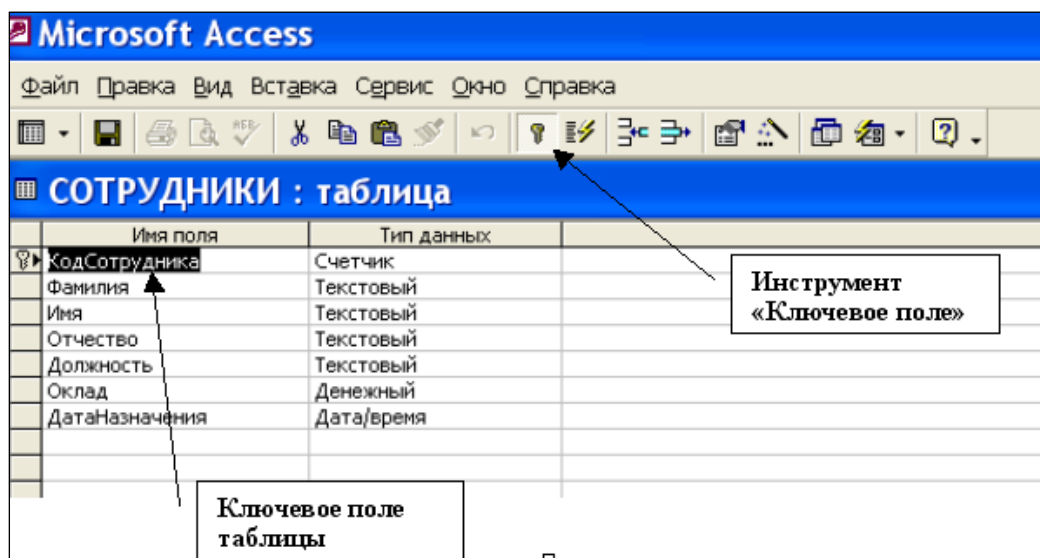 Microsoft Access
Файл Правка Вид Вставка Сервис Окно Справка
СОТРУДНИКИ : таблица
Имя поля Тип данных
КодСотрудника Счетчик
Фамилия Текстовый
Имя Текстовый
Отчество Текстовый
Должность Текстовый
Оклад Денежный
ДатаНазначения Дата/время
Инструмент
«Ключевое поле»
Ключевое поле
таблицы